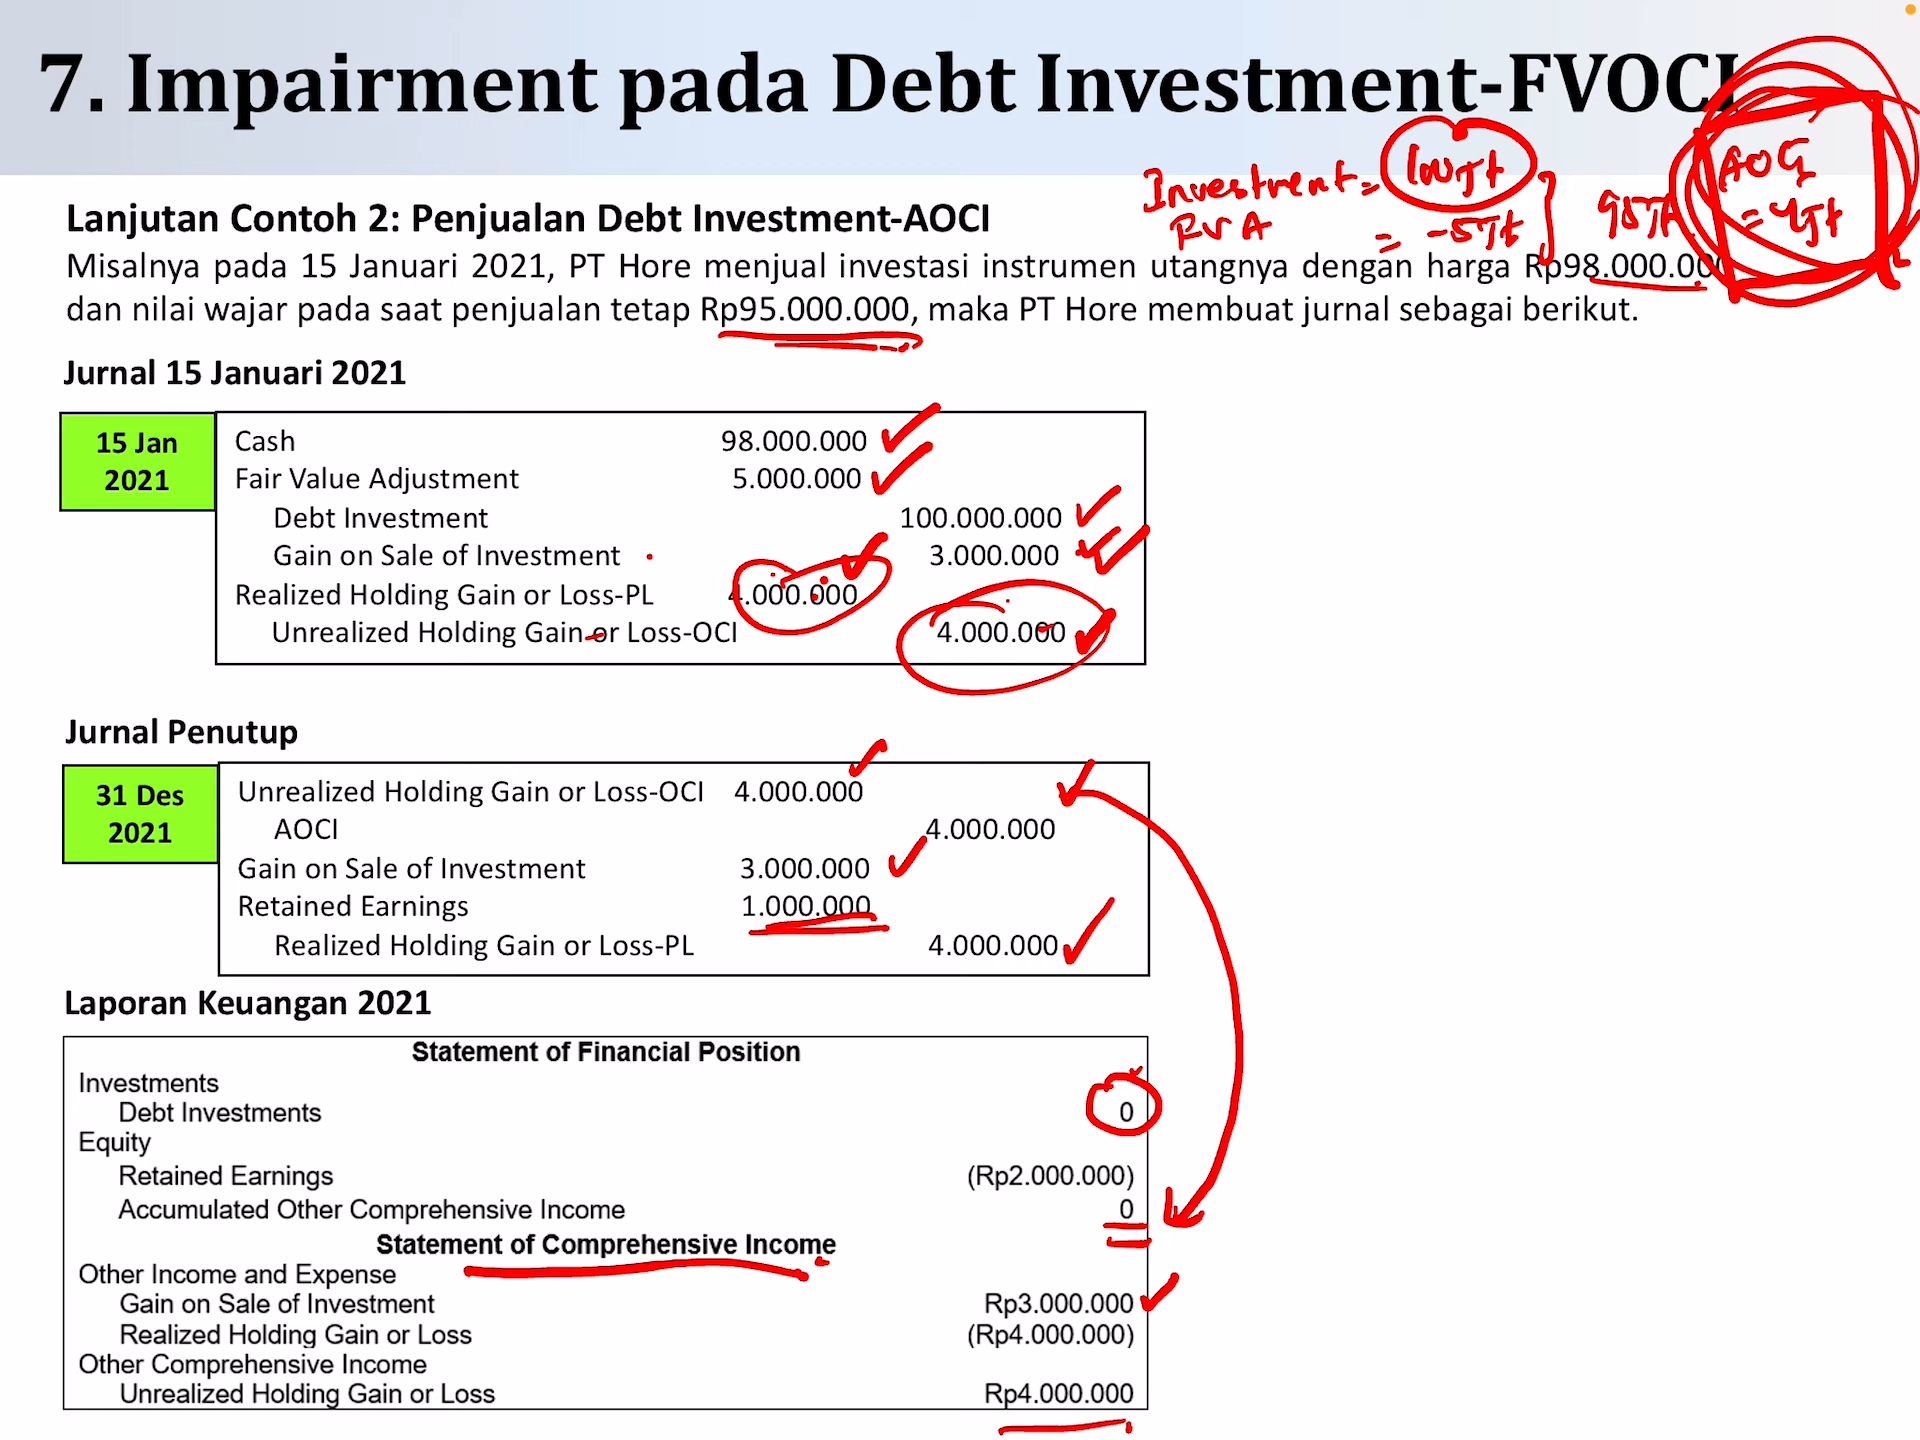 7. Impairment pada Debt Investment-FVOCI
Investment = 100Jt
FVA = -5Jt
95Jt
= 4Jt
Lanjutan Contoh 2: Penjualan Debt Investment-AOCI
Misalnya pada 15 Januari 2021, PT Hore menjual investasi instrumen utangnya dengan harga Rp98.000.00
dan nilai wajar pada saat penjualan tetap Rp95.000.000, maka PT Hore membuat jurnal sebagai berikut.
Jurnal 15 Januari 2021
15 Jan
2021
Cash 98.000.000
Fair Value Adjustment 5.000.000
Debt Investment 100.000.000
Gain on Sale of Investment 3.000.000
Realized Holding Gain or Loss-PL 4.000.000
Unrealized Holding Gain or Loss-OCI 4.000.000
Jurnal Penutup
31 Des
2021
Unrealized Holding Gain or Loss-OCI 4.000.000
AOCI 4.000.000
Gain on Sale of Investment 3.000.000
Retained Earnings 1.000.000
Realized Holding Gain or Loss-PL 4.000.000
Laporan Keuangan 2021
Statement of Financial Position
Investments
Debt Investments 0
Equity
Retained Earnings (Rp2.000.000)
Accumulated Other Comprehensive Income 0
Statement of Comprehensive Income
Other Income and Expense
Gain on Sale of Investment Rp3.000.000
Realized Holding Gain or Loss (Rp4.000.000)
Other Comprehensive Income
Unrealized Holding Gain or Loss Rp4.000.000